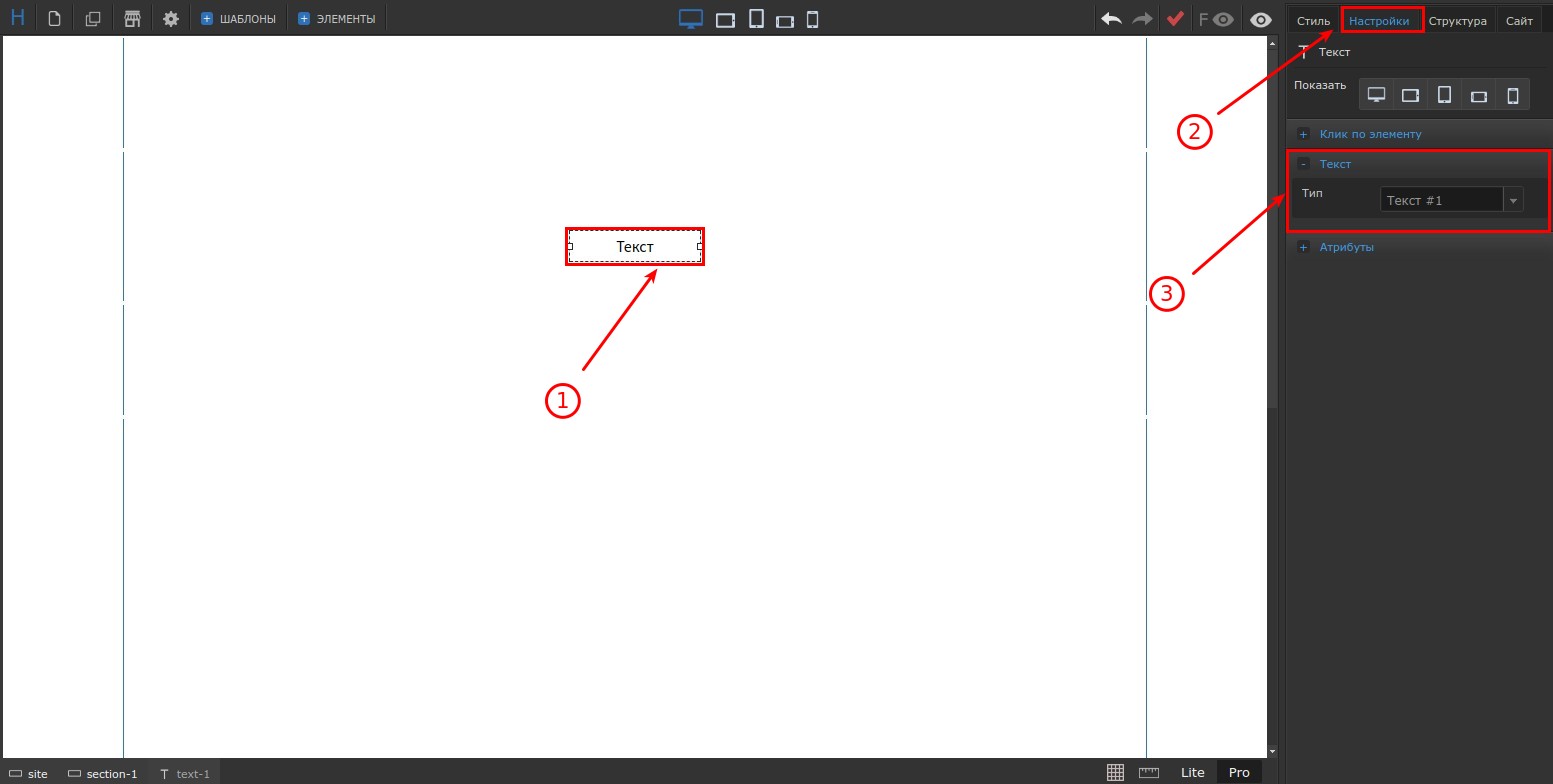 H ШАБЛОНЫ ЭЛЕМЕНТЫ F
Стиль Настройки Структура Сайт
T Текст
Показать
+ Клик по элементу
- Текст
Тип Текст #1
+ Атрибуты
2
3
Текст
1
site section-1 T text-1 Lite Pro